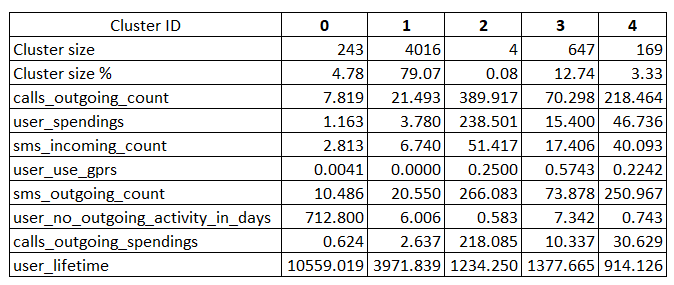 Cluster ID 0 1 2 3 4
Cluster size 243 4016 4 647 169
Cluster size % 4.78 79.07 0.08 12.74 3.33
calls_outgoing_count 7.819 21.493 389.917 70.298 218.464
user_spendings 1.163 3.780 238.501 15.400 46.736
sms_incoming_count 2.813 6.740 51.417 17.406 40.093
user_use_gprs 0.0041 0.0000 0.2500 0.5743 0.2242
sms_outgoing_count 10.486 20.550 266.083 73.878 250.967
user_no_outgoing_activity_in_days 712.800 6.006 0.583 7.342 0.743
calls_outgoing_spendings 0.624 2.637 218.085 10.337 30.629
user_lifetime 10559.019 3971.839 1234.250 1377.665 914.126